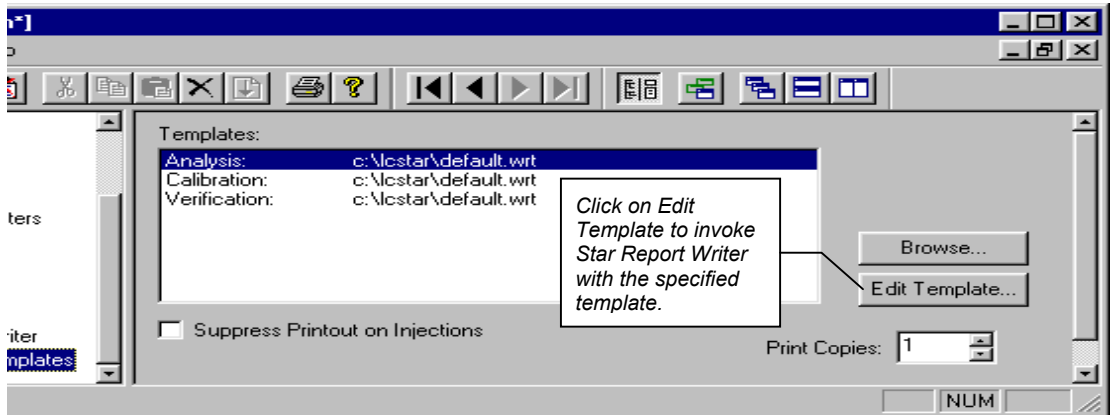 Templates:
Analysis: c:\lcstar\default.wrt
Calibration: c:\lcstar\default.wrt
Verification: c:\lcstar\default.wrt
Click on Edit
Template to invoke
Star Report Writer
with the specified
template.
ters
Browse...
Edit Template...
riter
Suppress Printout on Injections
Print Copies: 1
mplates
NUM